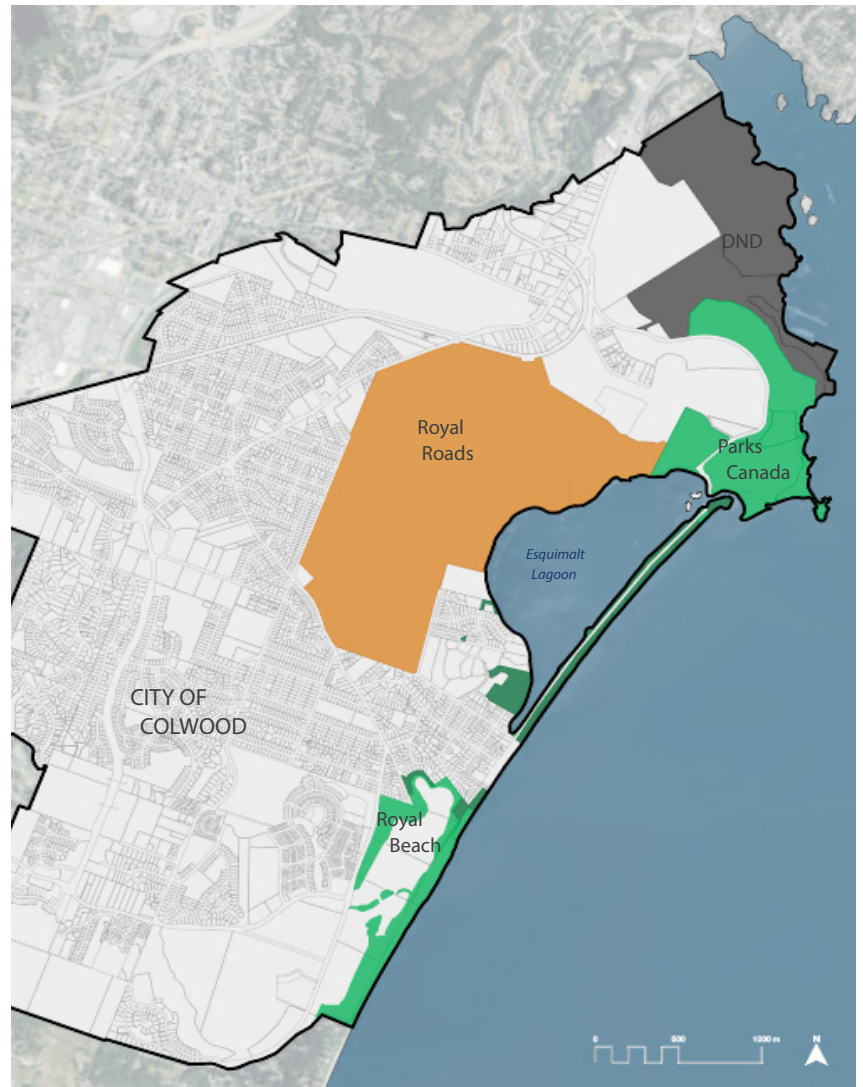 DND
Royal
Roads
Parks
Canada
Esquimalt
Lagoon
CITY OF
COLWOOD
Royal
Beach
0 500 1000 m N